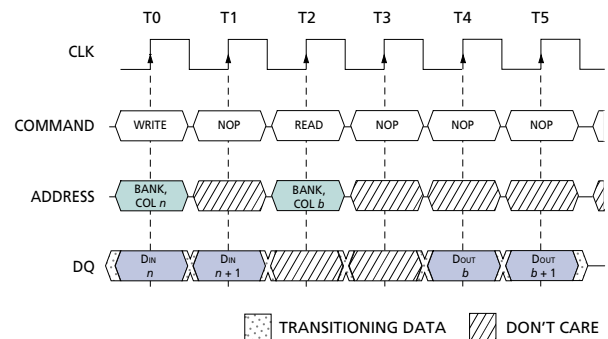 T0 T1 T2 T3 T4 T5
CLK
COMMAND WRITE NOP READ NOP NOP NOP
ADDRESS BANK, COL n BANK, COL b
DQ DIN n DIN n + 1 DOUT b DOUT b + 1
TRANSITIONING DATA DON'T CARE